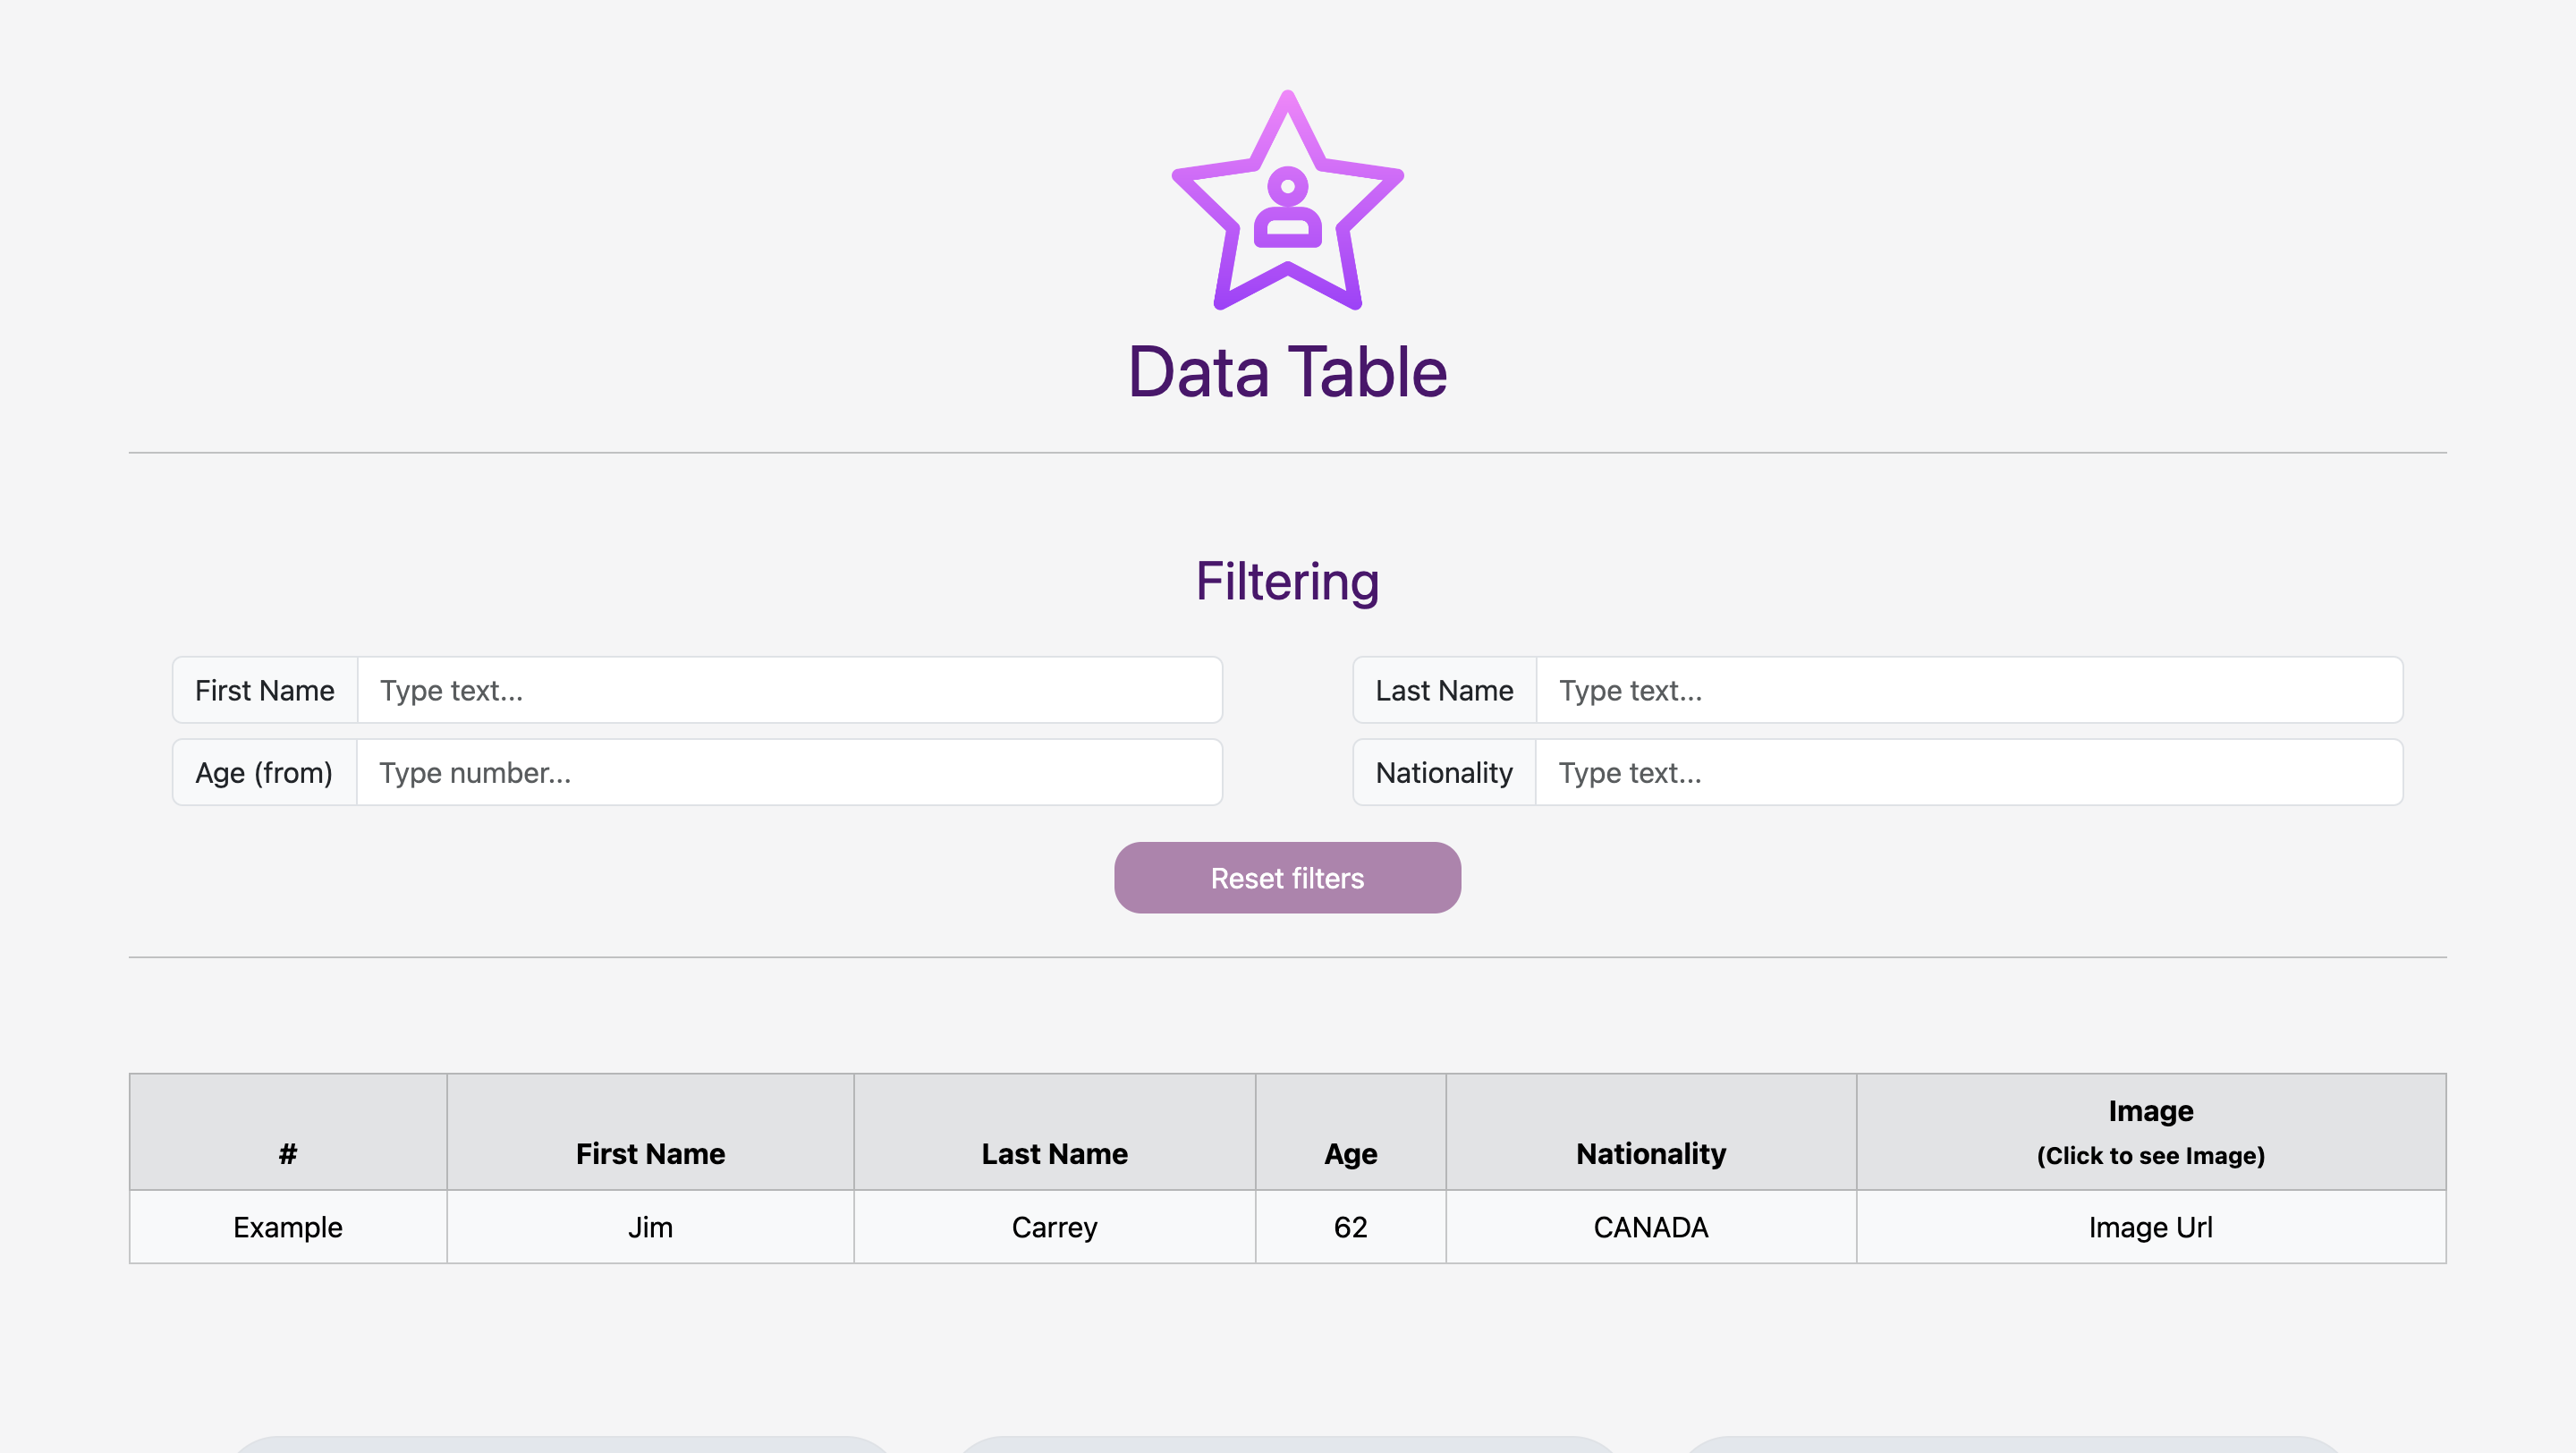 Data Table
Filtering
First Name Type text...
Last Name Type text...
Age (from) Type number...
Nationality Type text...
Reset filters
# First Name Last Name Age Nationality Image
(Click to see Image)
Example Jim Carrey 62 CANADA Image Url